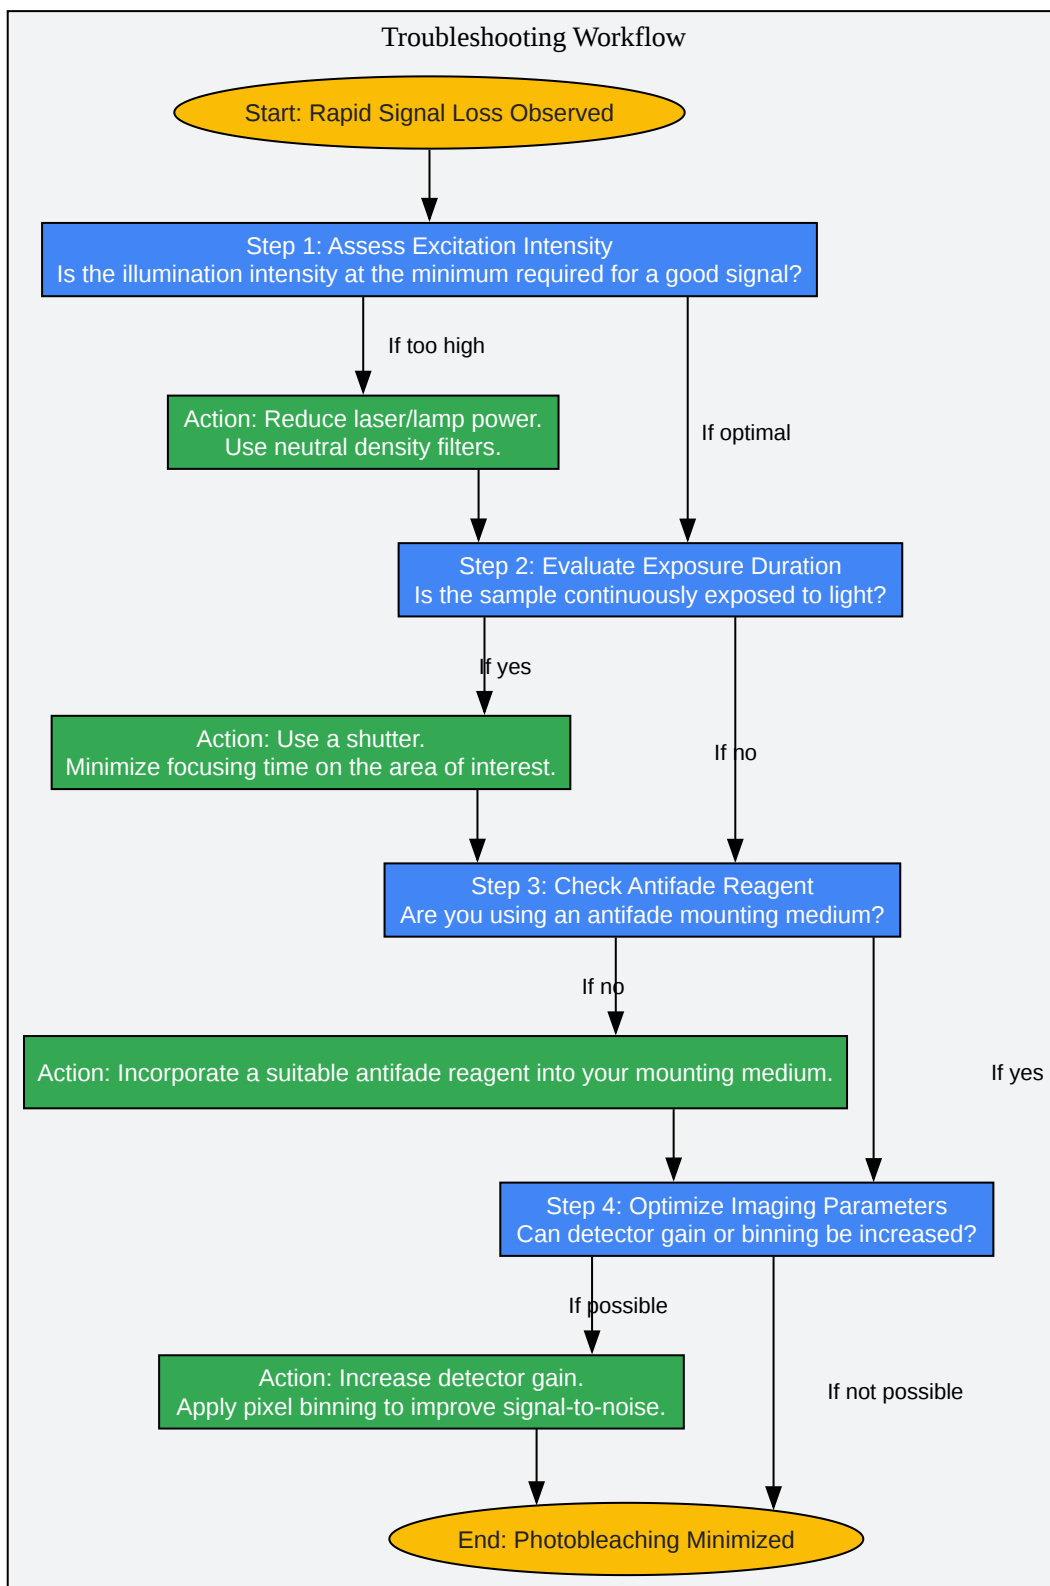 Troubleshooting Workflow
Start: Rapid Signal Loss Observed
Step 1: Assess Excitation Intensity
Is the illumination intensity at the minimum required for a good signal?
If too high
Action: Reduce laser/lamp power.
Use neutral density filters.
If optimal
Step 2: Evaluate Exposure Duration
Is the sample continuously exposed to light?
If yes
Action: Use a shutter.
Minimize focusing time on the area of interest.
If no
Step 3: Check Antifade Reagent
Are you using an antifade mounting medium?
If no
Action: Incorporate a suitable antifade reagent into your mounting medium.
If yes
Step 4: Optimize Imaging Parameters
Can detector gain or binning be increased?
If possible
Action: Increase detector gain.
Apply pixel binning to improve signal-to-noise.
If not possible
End: Photobleaching Minimized